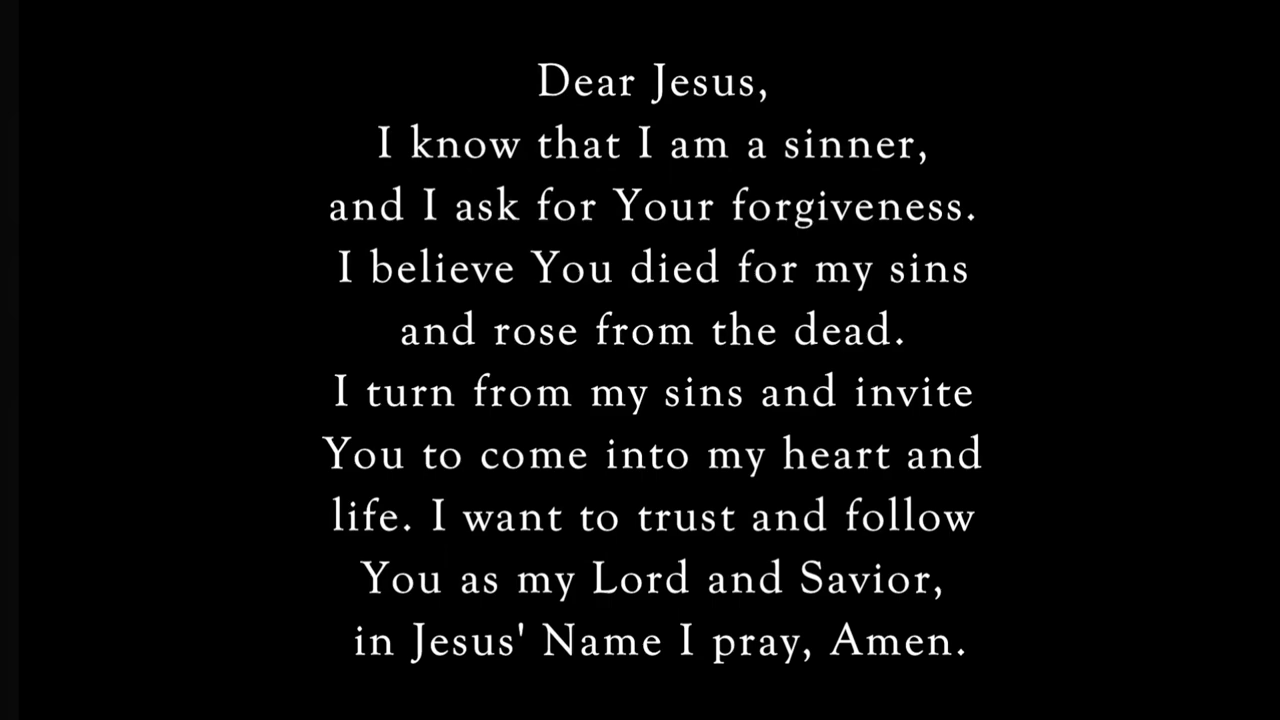 Dear Jesus,
I know that I am a sinner,
and I ask for Your forgiveness.
I believe You died for my sins
and rose from the dead.
I turn from my sins and invite
You to come into my heart and
life. I want to trust and follow
You as my Lord and Savior,
in Jesus' Name I pray, Amen.